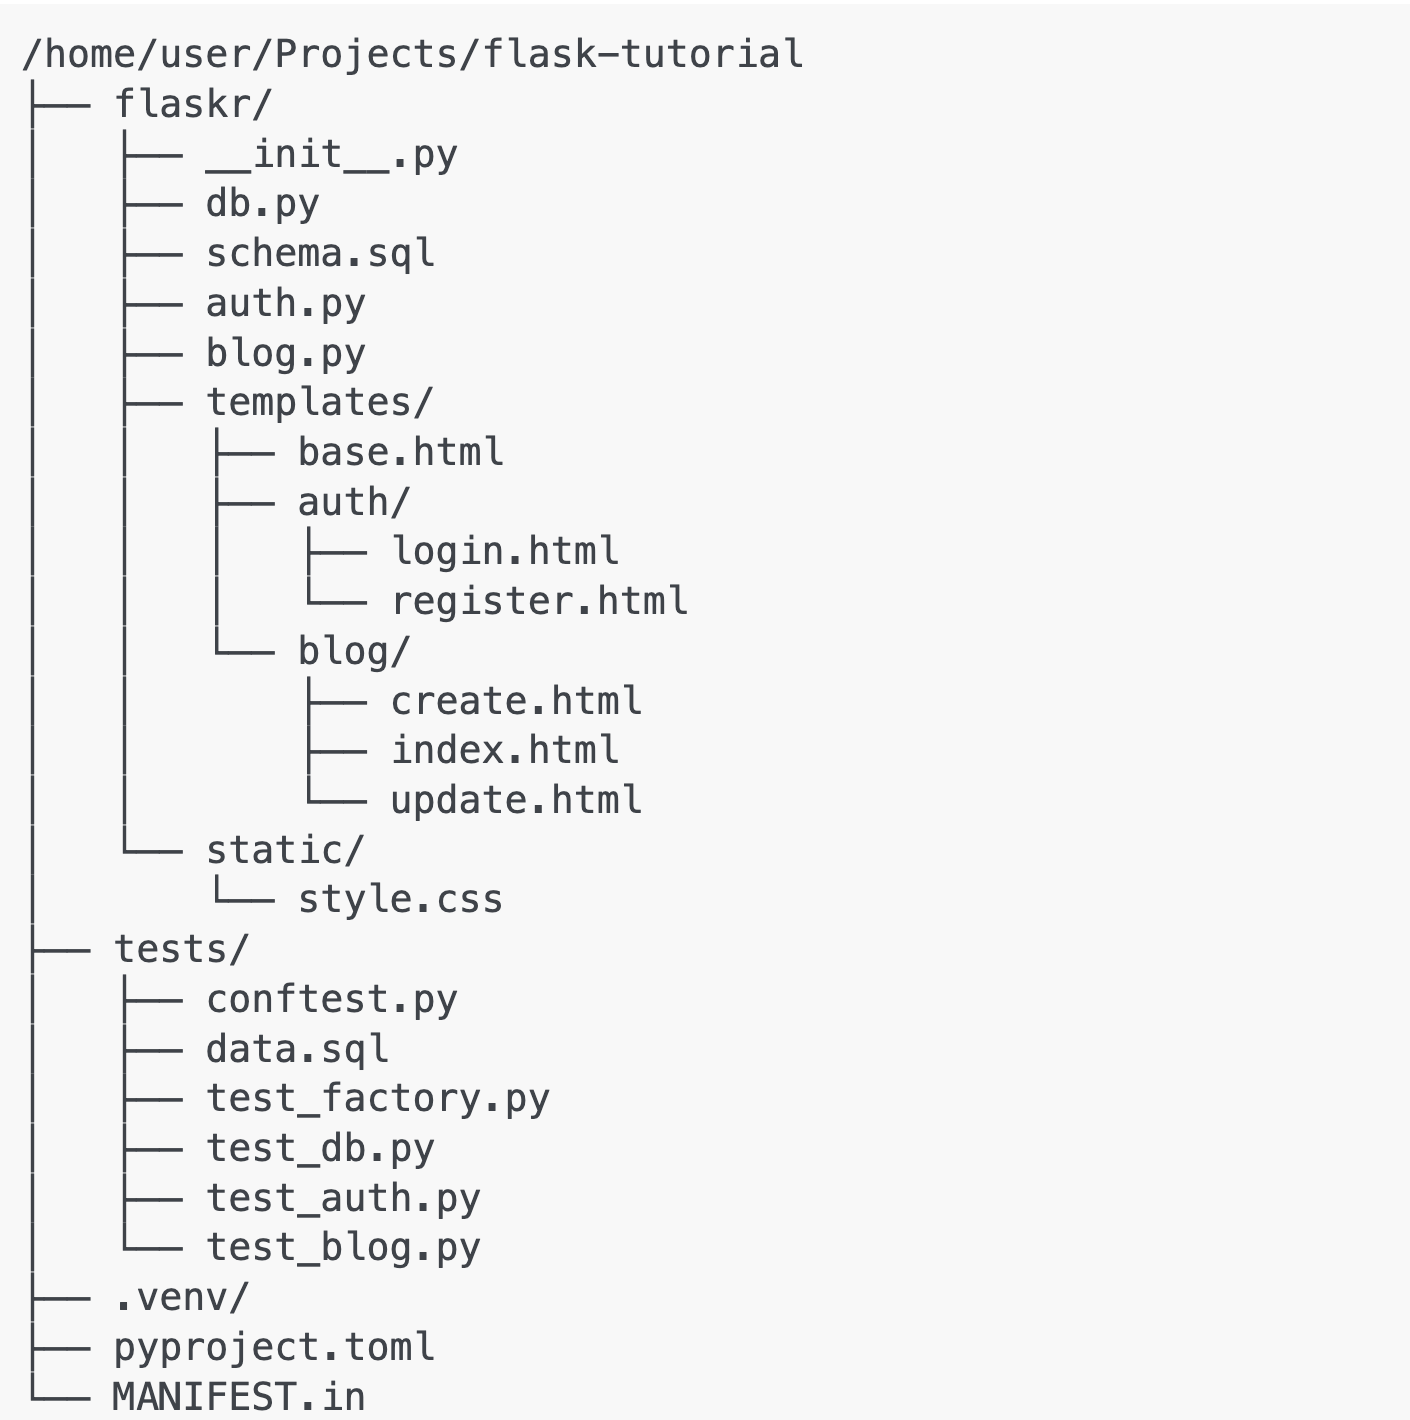 /home/user/Projects/flask-tutorial
├── flaskr/
│   ├── __init__.py
│   ├── db.py
│   ├── schema.sql
│   ├── auth.py
│   ├── blog.py
│   ├── templates/
│   │   ├── base.html
│   │   ├── auth/
│   │   │   ├── login.html
│   │   │   └── register.html
│   │   └── blog/
│   │       ├── create.html
│   │       ├── index.html
│   │       └── update.html
│   └── static/
│       └── style.css
├── tests/
│   ├── conftest.py
│   ├── data.sql
│   ├── test_factory.py
│   ├── test_db.py
│   ├── test_auth.py
│   └── test_blog.py
├── .venv/
├── pyproject.toml
└── MANIFEST.in